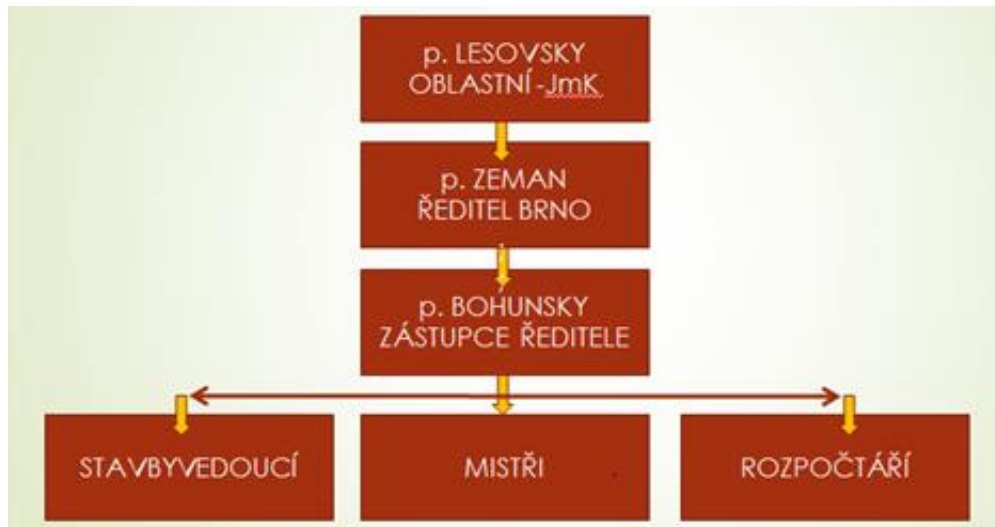 p. LESOVSKY
OBLASTNÍ -JmK
p. ZEMAN
ŘEDITEL BRNO
p. BOHUNSKY
ZÁSTUPCE ŘEDITELE
STAVBYVEDOUCÍ
MISTŘI
ROZPOČTÁŘÍ